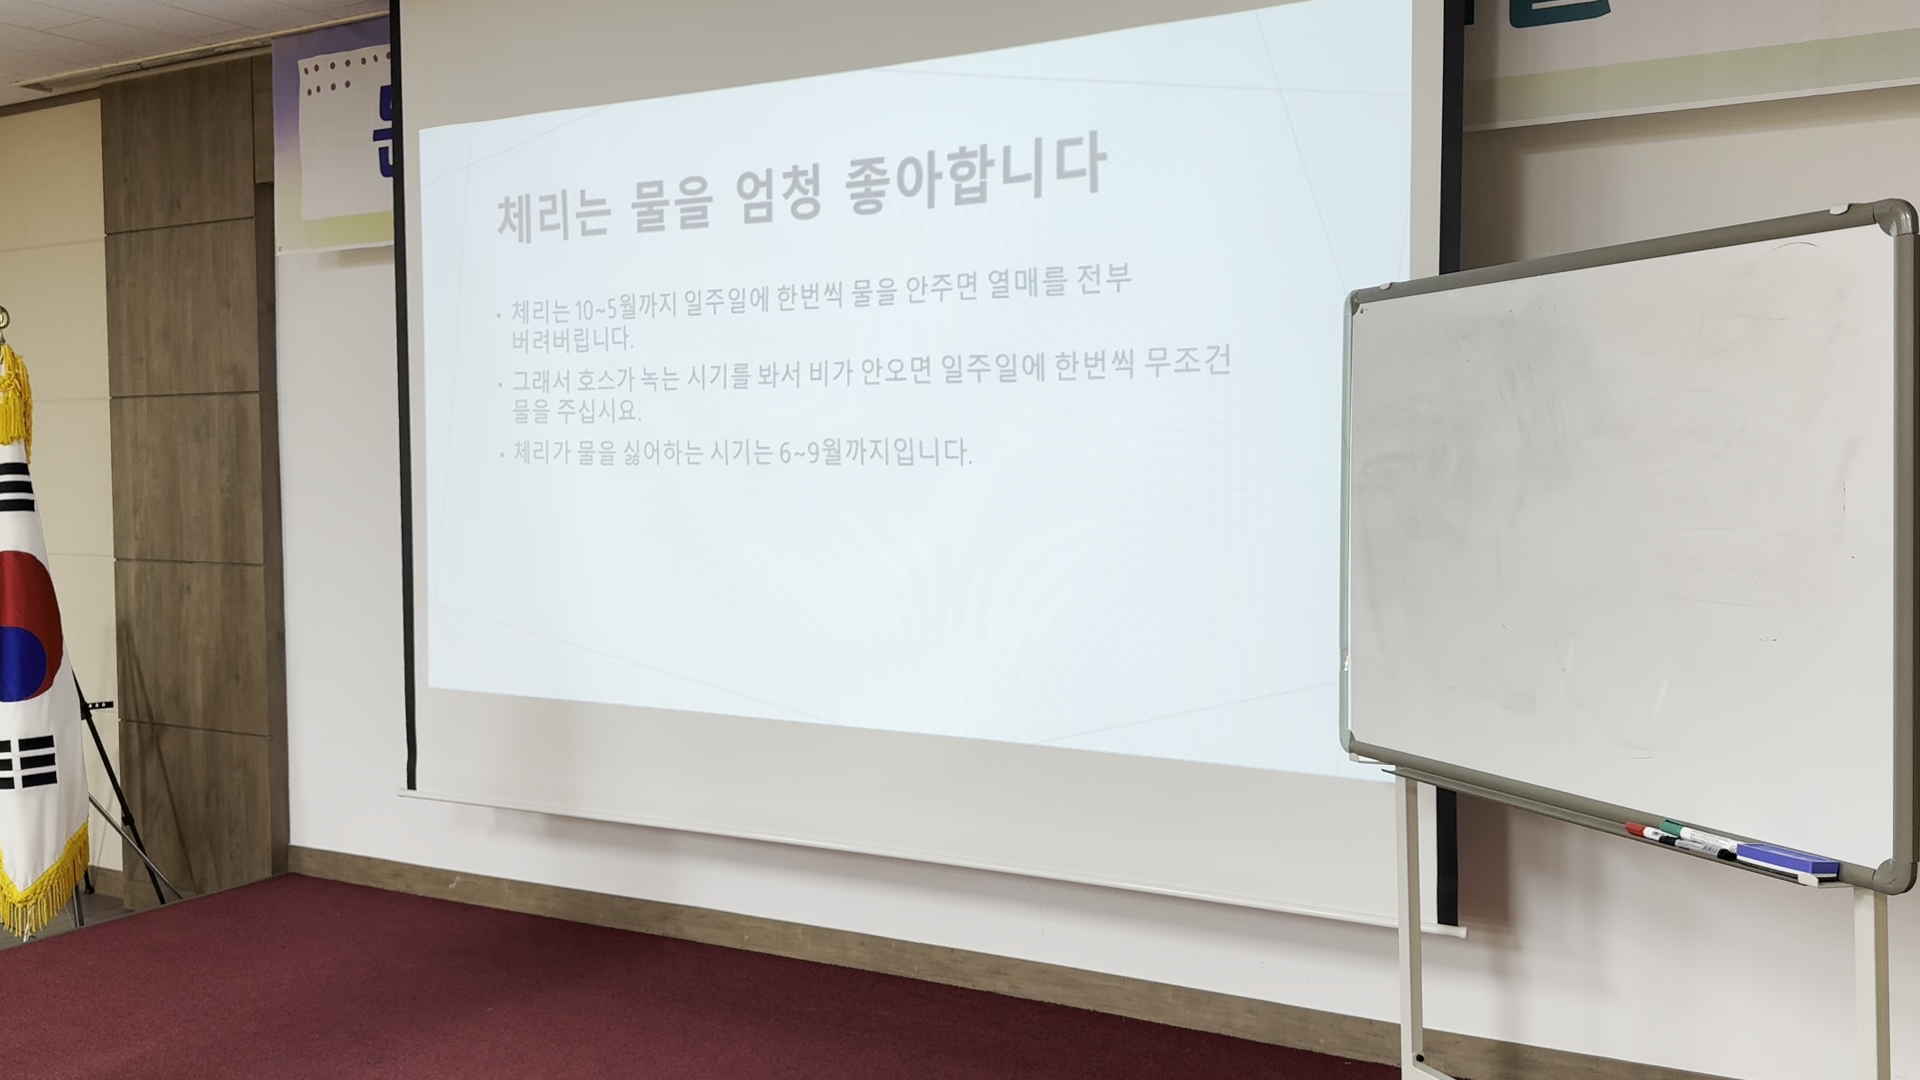 체리는 물을 엄청 좋아합니다
• 체리는 10~5월까지 일주일에 한번씩 물을 안주면 열매를 전부
버려버립니다.
• 그래서 호스가 녹는 시기를 봐서 비가 안오면 일주일에 한번씩 무조건
물을 주십시요.
• 체리가 물을 싫어하는 시기는 6~9월까지입니다.